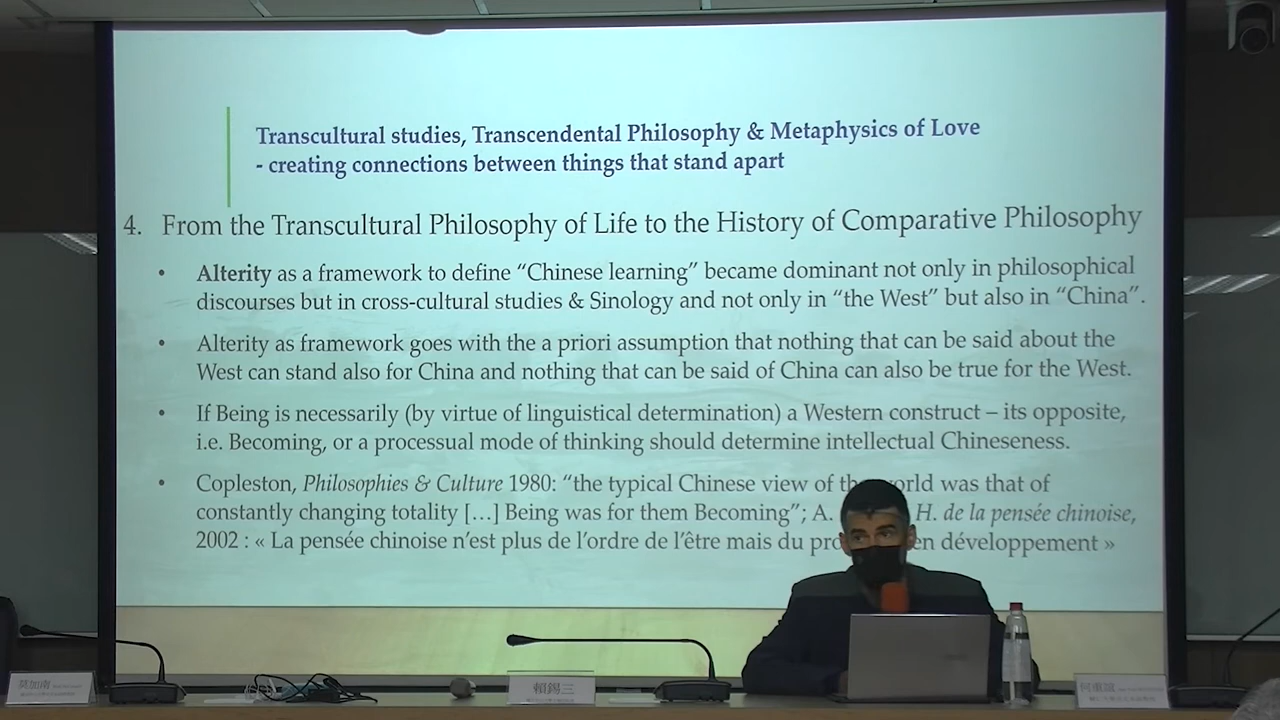 Transcultural studies, Transcendental Philosophy & Metaphysics of Love
- creating connections between things that stand apart
4. From the Transcultural Philosophy of Life to the History of Comparative Philosophy
• Alterity as a framework to define “Chinese learning” became dominant not only in philosophical
discourses but in cross-cultural studies & Sinology and not only in “the West” but also in “China”.
• Alterity as framework goes with the a priori assumption that nothing that can be said about the
West can stand also for China and nothing that can be said of China can also be true for the West.
• If Being is necessarily (by virtue of linguistical determination) a Western construct – its opposite,
i.e. Becoming, or a processual mode of thinking should determine intellectual Chineseness.
• Copleston, Philosophies & Culture 1980: “the typical Chinese view of the world was that of
constantly changing totality […] Being was for them Becoming”; A. H. de la pensée chinoise,
2002 : « La pensée chinoise n’est plus de l’ordre de l’être mais du pro en développement »
莫加南
賴錫三